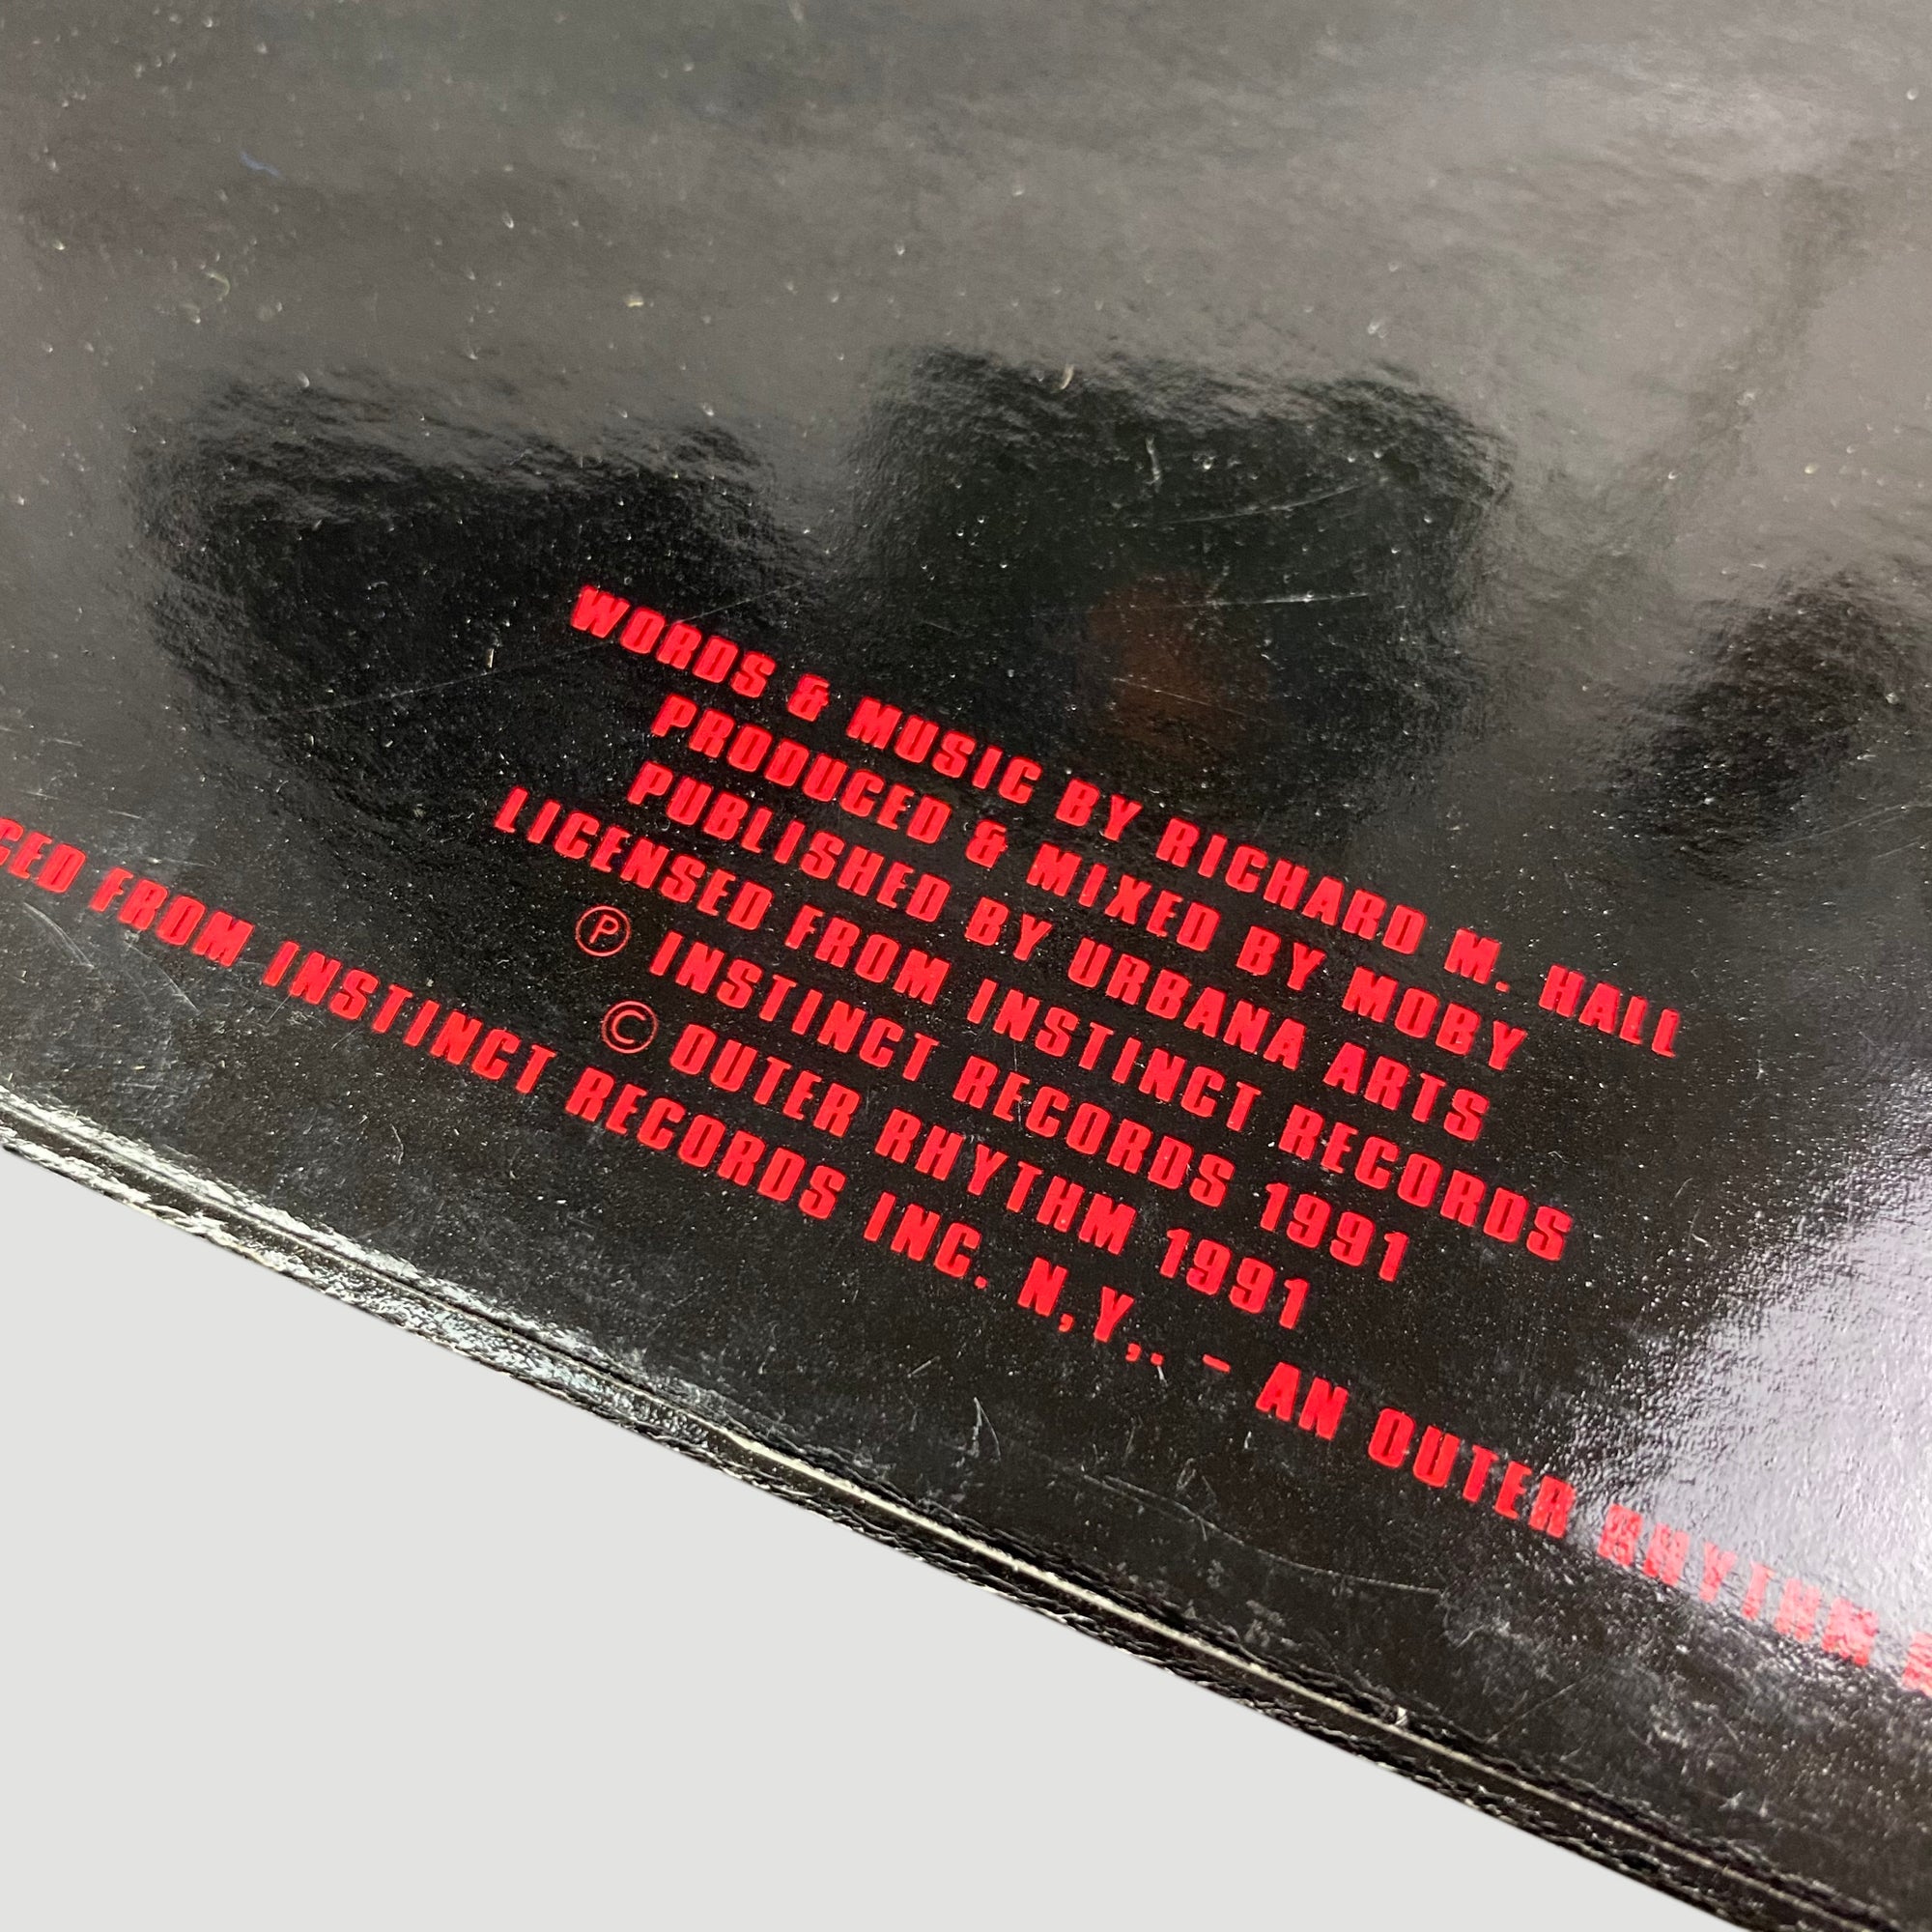 WORDS & MUSIC BY RICHARD M. HALL
PRODUCED & MIXED BY MOBY
PUBLISHED BY URBANA ARTS
LICENSED FROM INSTINCT RECORDS
Ⓟ INSTINCT RECORDS 1991
© OUTER RHYTHM 1991
FROM INSTINCT RECORDS INC. N,Y,. - AN OUTER RHYTHM